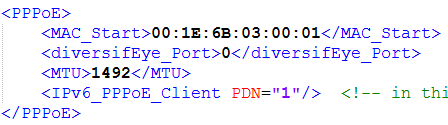 <PPPoE>
<MAC_Start>00:1E:6B:03:00:01</MAC_Start>
<diversifEye_Port>0</diversifEye_Port>
<MTU>1492</MTU>
<IPv6_PPPoE_Client PDN="1"/> <!-- in thi
</PPPoE>